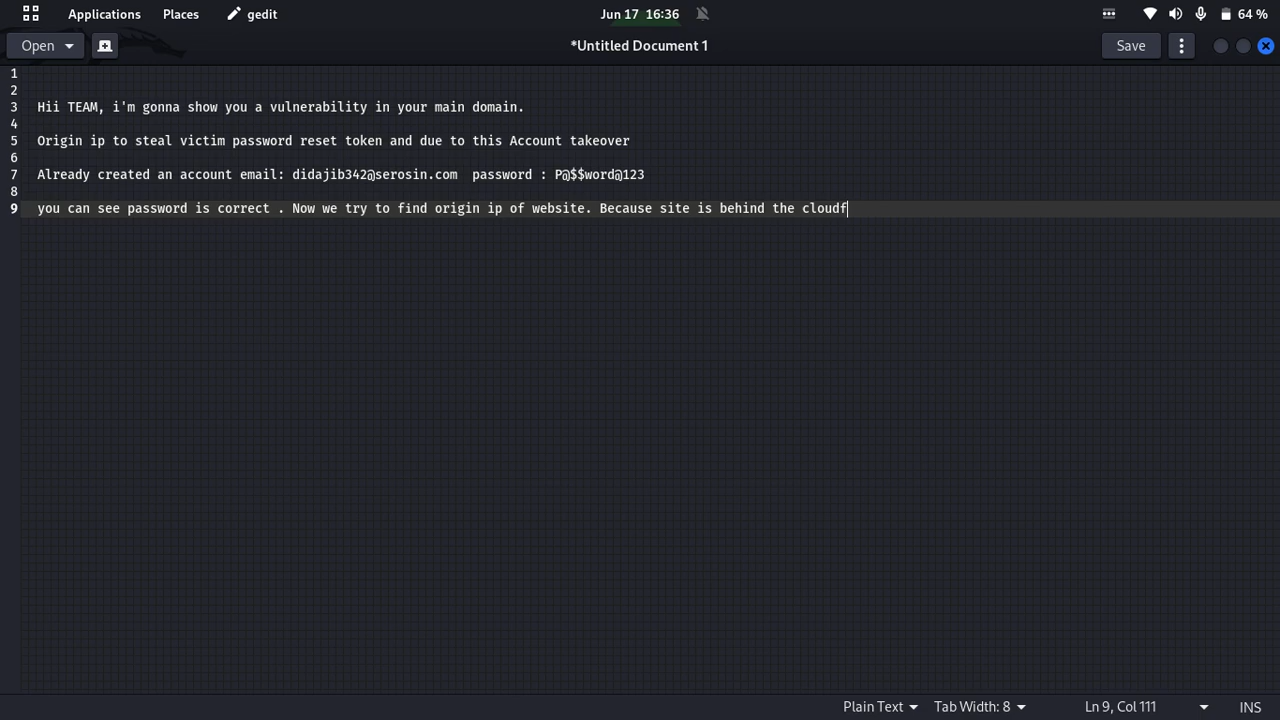 Applications Places gedit Jun 17 16:36 64 %
Open *Untitled Document 1 Save
1
2
3 Hii TEAM, i'm gonna show you a vulnerability in your main domain.
4
5 Origin ip to steal victim password reset token and due to this Account takeover
6
7 Already created an account email: didajib342@serosin.com  password : P@$$word@123
8
9 you can see password is correct . Now we try to find origin ip of website. Because site is behind the cloudf
Plain Text Tab Width: 8 Ln 9, Col 111 INS